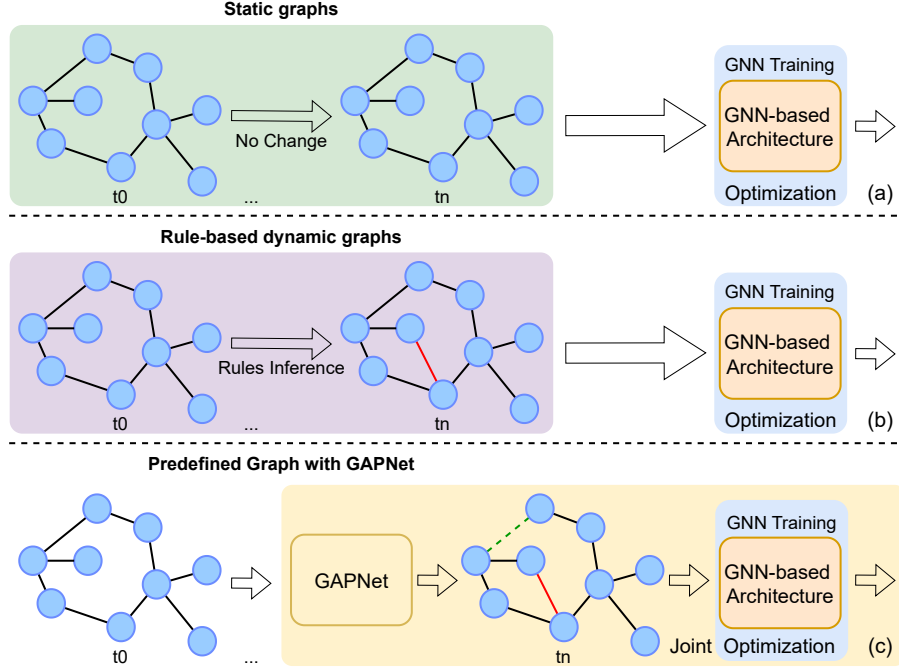 Static graphs
GNN Training
GNN-based
Architecture
No Change
t0
...
tn
Optimization
(a)
Rule-based dynamic graphs
GNN Training
GNN-based
Architecture
Rules Inference
t0
...
tn
Optimization
(b)
Predefined Graph with GAPNet
GNN Training
GAPNet
GNN-based
Architecture
t0
...
tn
Joint
Optimization
(c)